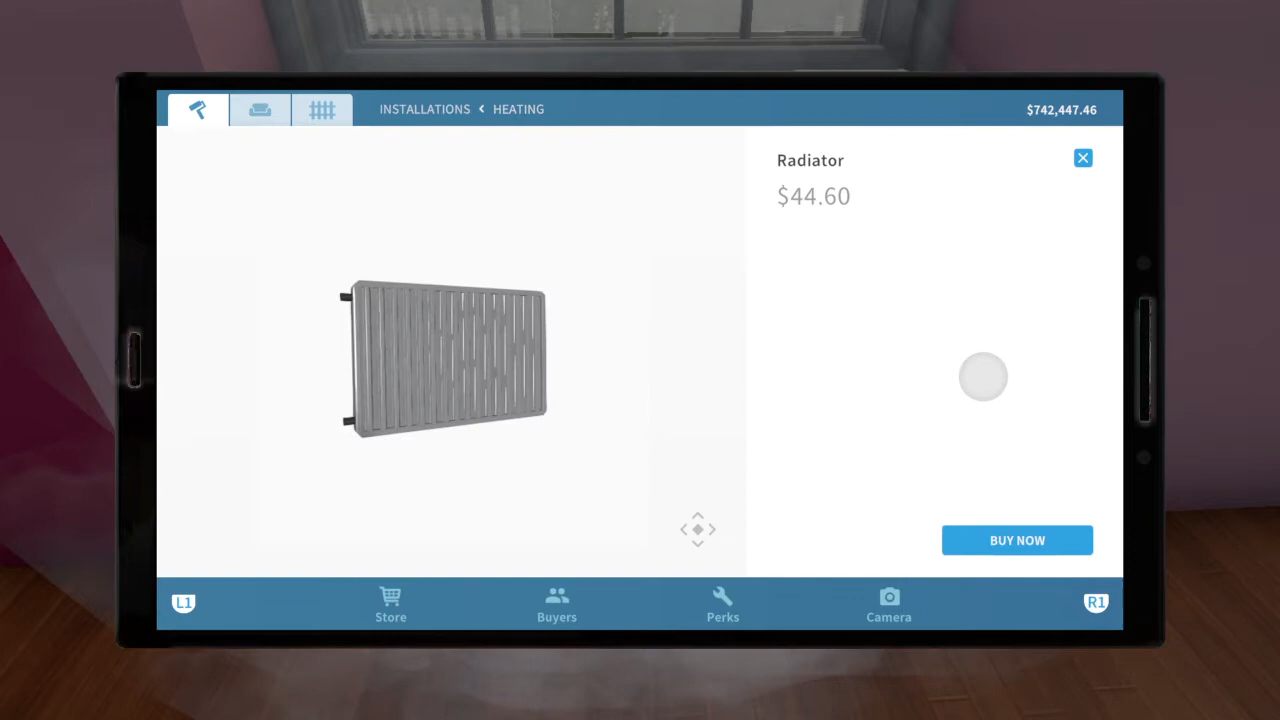 INSTALLATIONS < HEATING
$742,447.46
Radiator
$44.60
BUY NOW
L1
Store
Buyers
Perks
Camera
R1